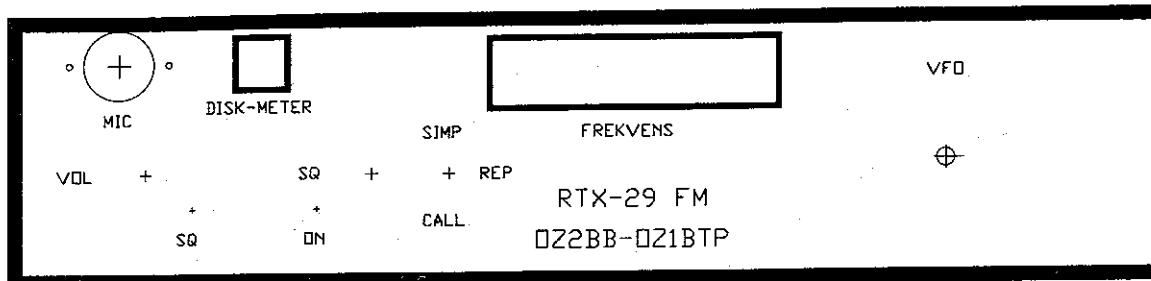 VFO
DISK-METER
MIC
SIMP
FREKVENS
VOL
SQ
REP
RTX-29 FM
CALL
SQ
ON
OZ2BB-OZ1BTP